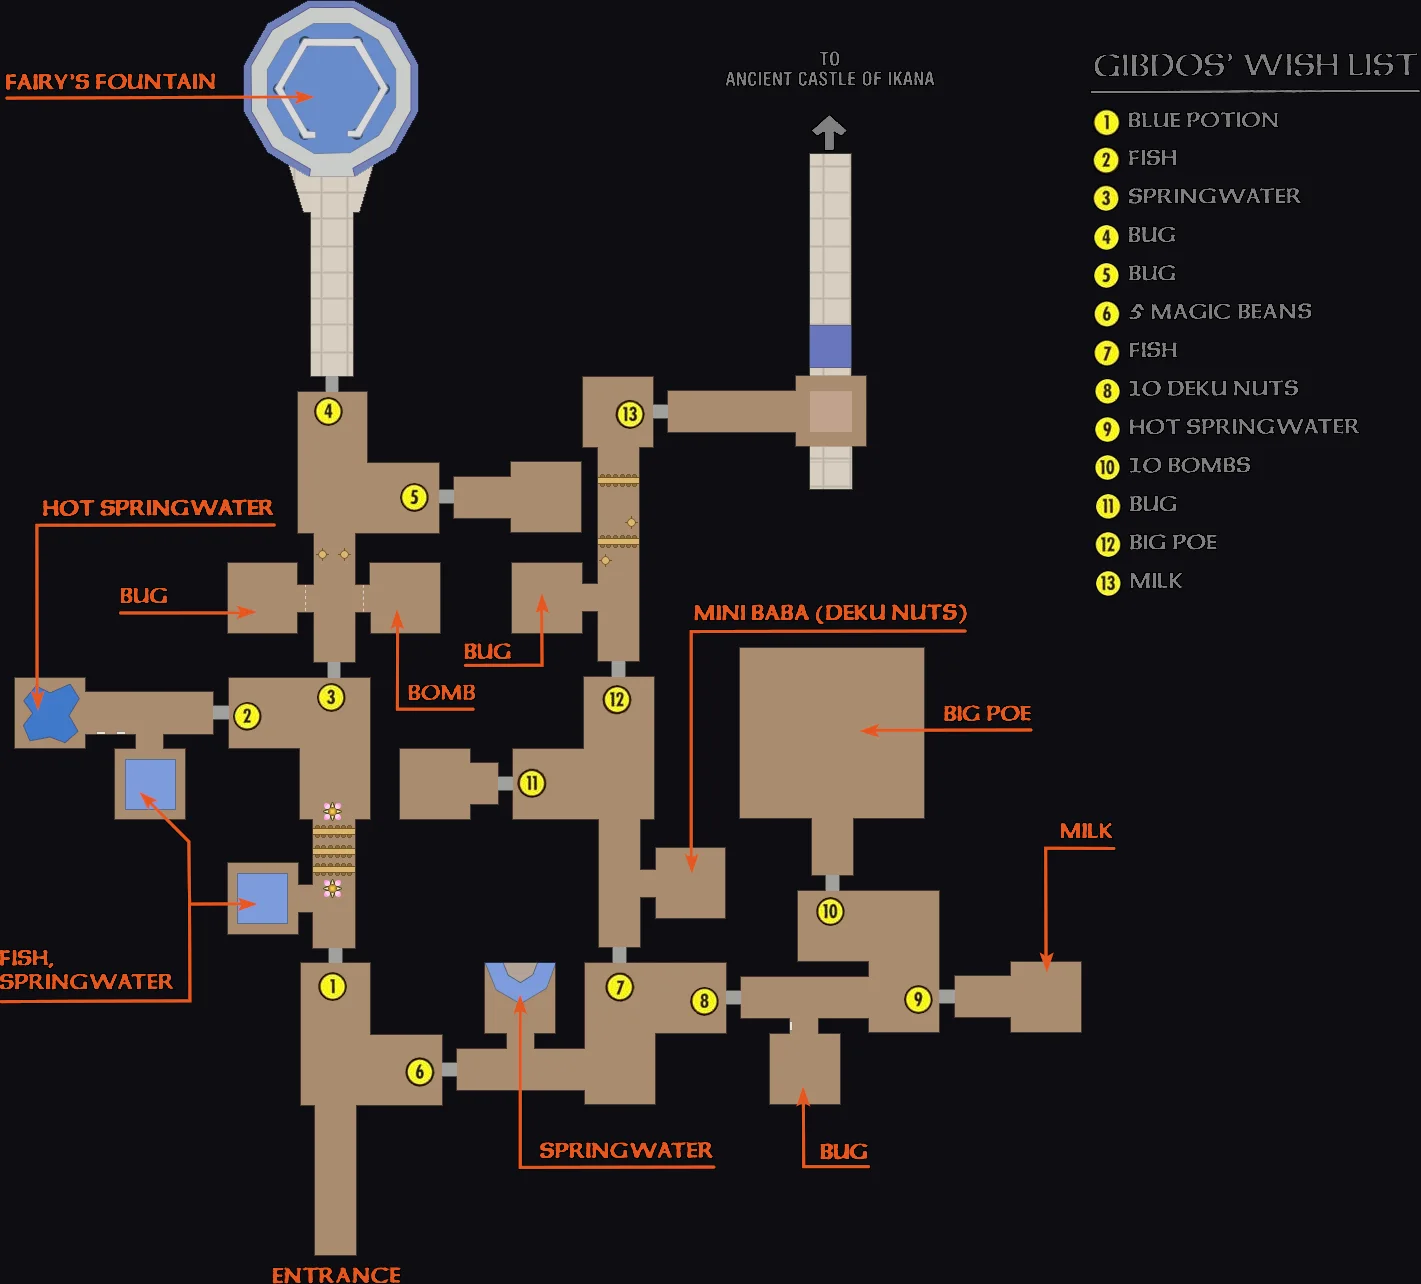 TO
ANCIENT CASTLE OF IKANA
GIBDOS' WISH LIST
1 BLUE POTION
2 FISH
3 SPRINGWATER
4 BUG
5 BUG
6 5 MAGIC BEANS
7 FISH
8 10 DEKU NUTS
9 HOT SPRINGWATER
10 10 BOMBS
11 BUG
12 BIG POE
13 MILK
FAIRY'S FOUNTAIN
4
13
5
HOT SPRINGWATER
BUG
MINI BABA (DEKU NUTS)
BUG
BOMB
3
12
2
BIG POE
11
MILK
10
FISH,
SPRINGWATER
1
7
8
9
6
SPRINGWATER
BUG
ENTRANCE